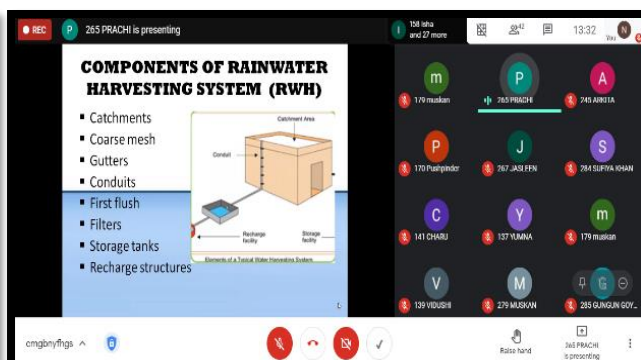 REC
P
265 PRACHI is presenting
158 Isha
and 27 more
42
13:32
You
N
COMPONENTS OF RAINWATER
HARVESTING SYSTEM (RWH)
▪ Catchments
▪ Coarse mesh
▪ Gutters
▪ Conduits
▪ First flush
▪ Filters
▪ Storage tanks
▪ Recharge structures
Catchment Area
Conduit
Recharge
facility
Storage
facility
Elements of a Typical Water Harvesting System
m
P
A
179 muskan
265 PRACHI
245 ARKITA
P
J
S
170 Pushpinder
267 JASLEEN
284 SUFIYA KHAN
C
Y
m
141 CHARU
137 YUMNA
179 muskan
V
M
139 VIDUSHI
279 MUSKAN
285 GUNGUN GOY...
cmgbnyfhgs
Raise hand
265 PRACHI
is presenting